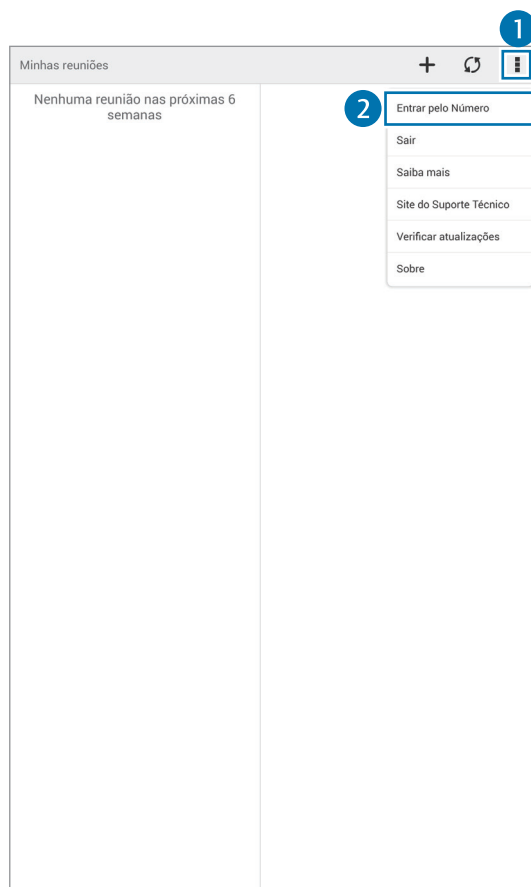 1
Minhas reuniões
Nenhuma reunião nas próximas 6
semanas
2
Entrar pelo Número
Sair
Saiba mais
Site do Suporte Técnico
Verificar atualizações
Sobre